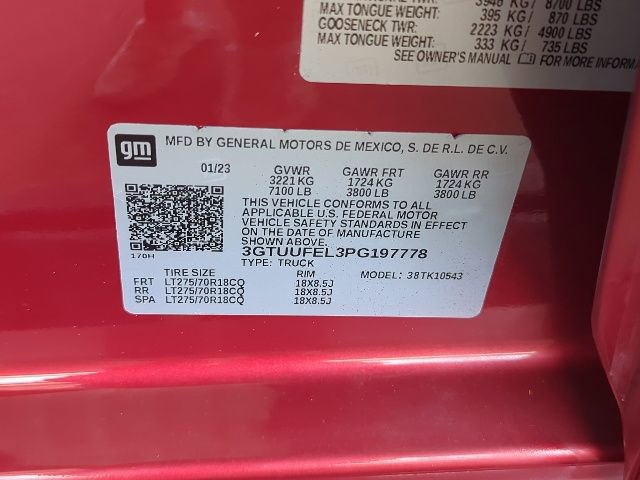 3946 KG/ 8700 LBS
MAX TONGUE WEIGHT: 395 KG/ 870 LBS
GOOSENECK TWR: 2223 KG/ 4900 LBS
MAX TONGUE WEIGHT: 333 KG/ 735 LBS
SEE OWNER'S MANUAL FOR MORE INFORM
gm
MFD BY GENERAL MOTORS DE MEXICO, S. DE R.L. DE C.V.
01/23 GVWR GAWR FRT GAWR RR
3221 KG 1724 KG 1724 KG
7100 LB 3800 LB 3800 LB
THIS VEHICLE CONFORMS TO ALL
APPLICABLE U.S. FEDERAL MOTOR
VEHICLE SAFETY STANDARDS IN EFFECT
ON THE DATE OF MANUFACTURE
SHOWN ABOVE.
170H 3GTUUFEL3PG197778
TYPE: TRUCK
TIRE SIZE RIM MODEL: 38TK10543
FRT LT275/70R18CQ 18X8.5J
RR LT275/70R18CQ 18X8.5J
SPA LT275/70R18CQ 18X8.5J